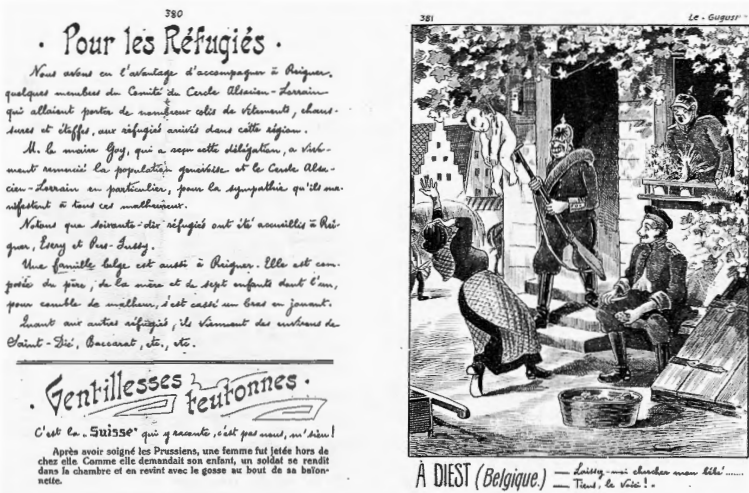 380
Pour les Réfugiés
Nous avons eu l'avantage d'accompagner à Reigner,
quelques membres du Comité du Cercle Alsacien-Lorrain
qui allaient porter de nombreux colis de vêtements, chaus-
sures et étoffes, aux réfugiés arrivés dans cette région.
M. le maire Goy, qui a reçu cette délégation, a vive-
ment remercié la population genevoise et le Cercle Alsa-
cien-Lorrain en particulier, pour la sympathie qu'ils ma-
nifestent à tous ces malheureux.
Notons que soixante-dix réfugiés ont été accueillis à Rei-
gner, Esery et Pers-Jussy.
Une famille belge est aussi à Reigner. Elle est com-
posée du père, de la mère et de sept enfants dont l'un,
pour comble de malheur, s'est cassé un bras en jouant.
Quant aux autres réfugiés, ils viennent des environs de
Saint-Dié, Baccarat, etc., etc.
Gentillesses teutonnes
C'est la "Suisse" qui y raconte, c'est pas nous, m'sieu !
Après avoir soigné les Prussiens, une femme fut jetée hors de
chez elle. Comme elle demandait son enfant, un soldat se rendit
dans la chambre et en revint avec le gosse au bout de sa baïon-
nette.
381
Le Guguss
À DIEST (Belgique.)
— Laissez-moi chercher mon bébé......
— Tiens, le voici ! -